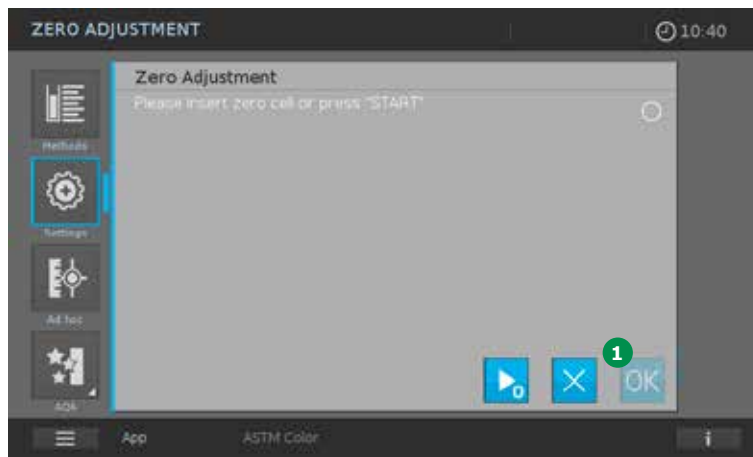 ZERO ADJUSTMENT
10:40
Zero Adjustment
Please insert zero cell or press "START"
Methods
Settings
Ad hoc
AQA
1
0
OK
App
ASTM Color
i